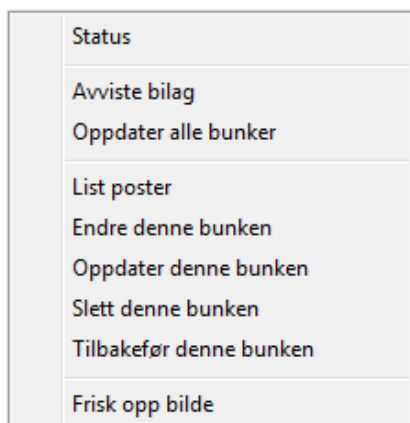 Status
Avviste bilag
Oppdater alle bunker
List poster
Endre denne bunken
Oppdater denne bunken
Slett denne bunken
Tilbakefør denne bunken
Frisk opp bilde